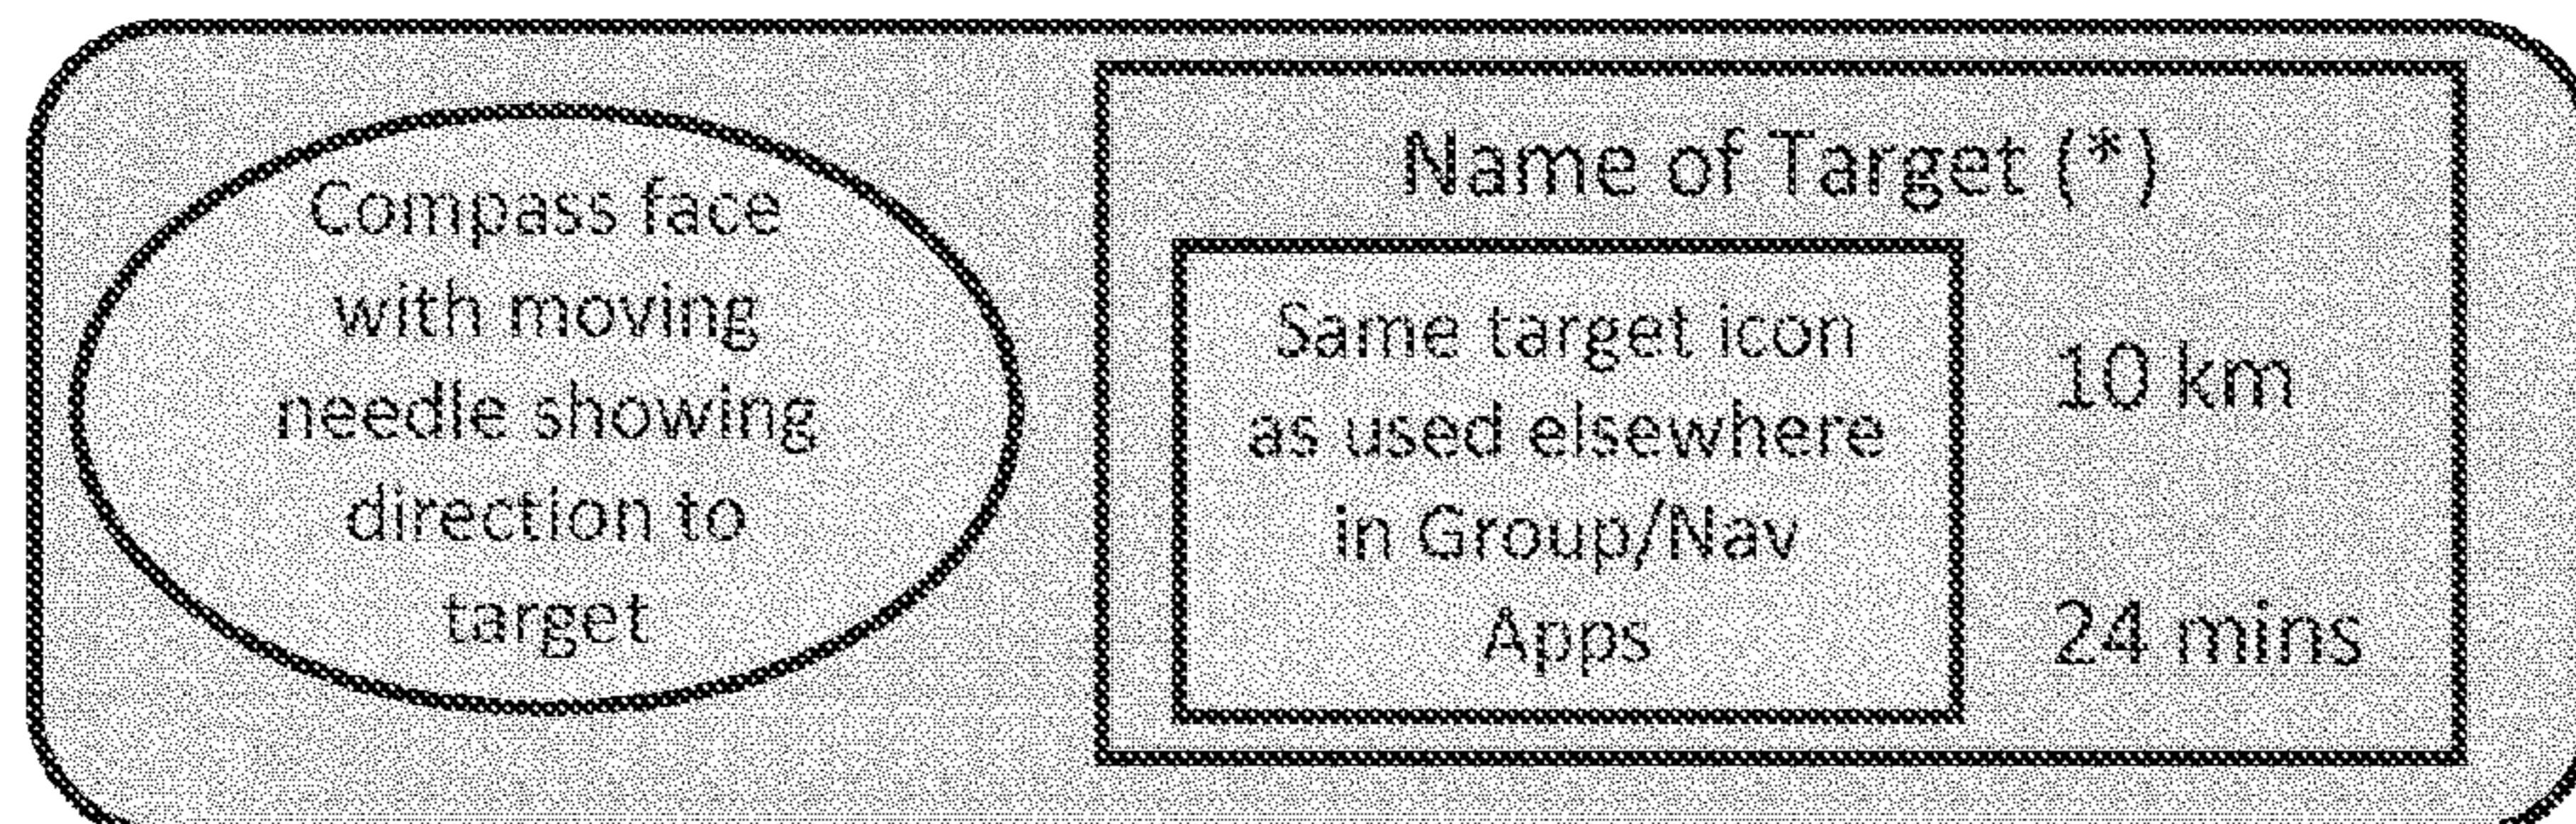 Compass face
with moving
needle showing
direction to
target
Name of Target (*)
Same target icon
as used elsewhere
in Group/Nav
Apps
10 km
24 mins